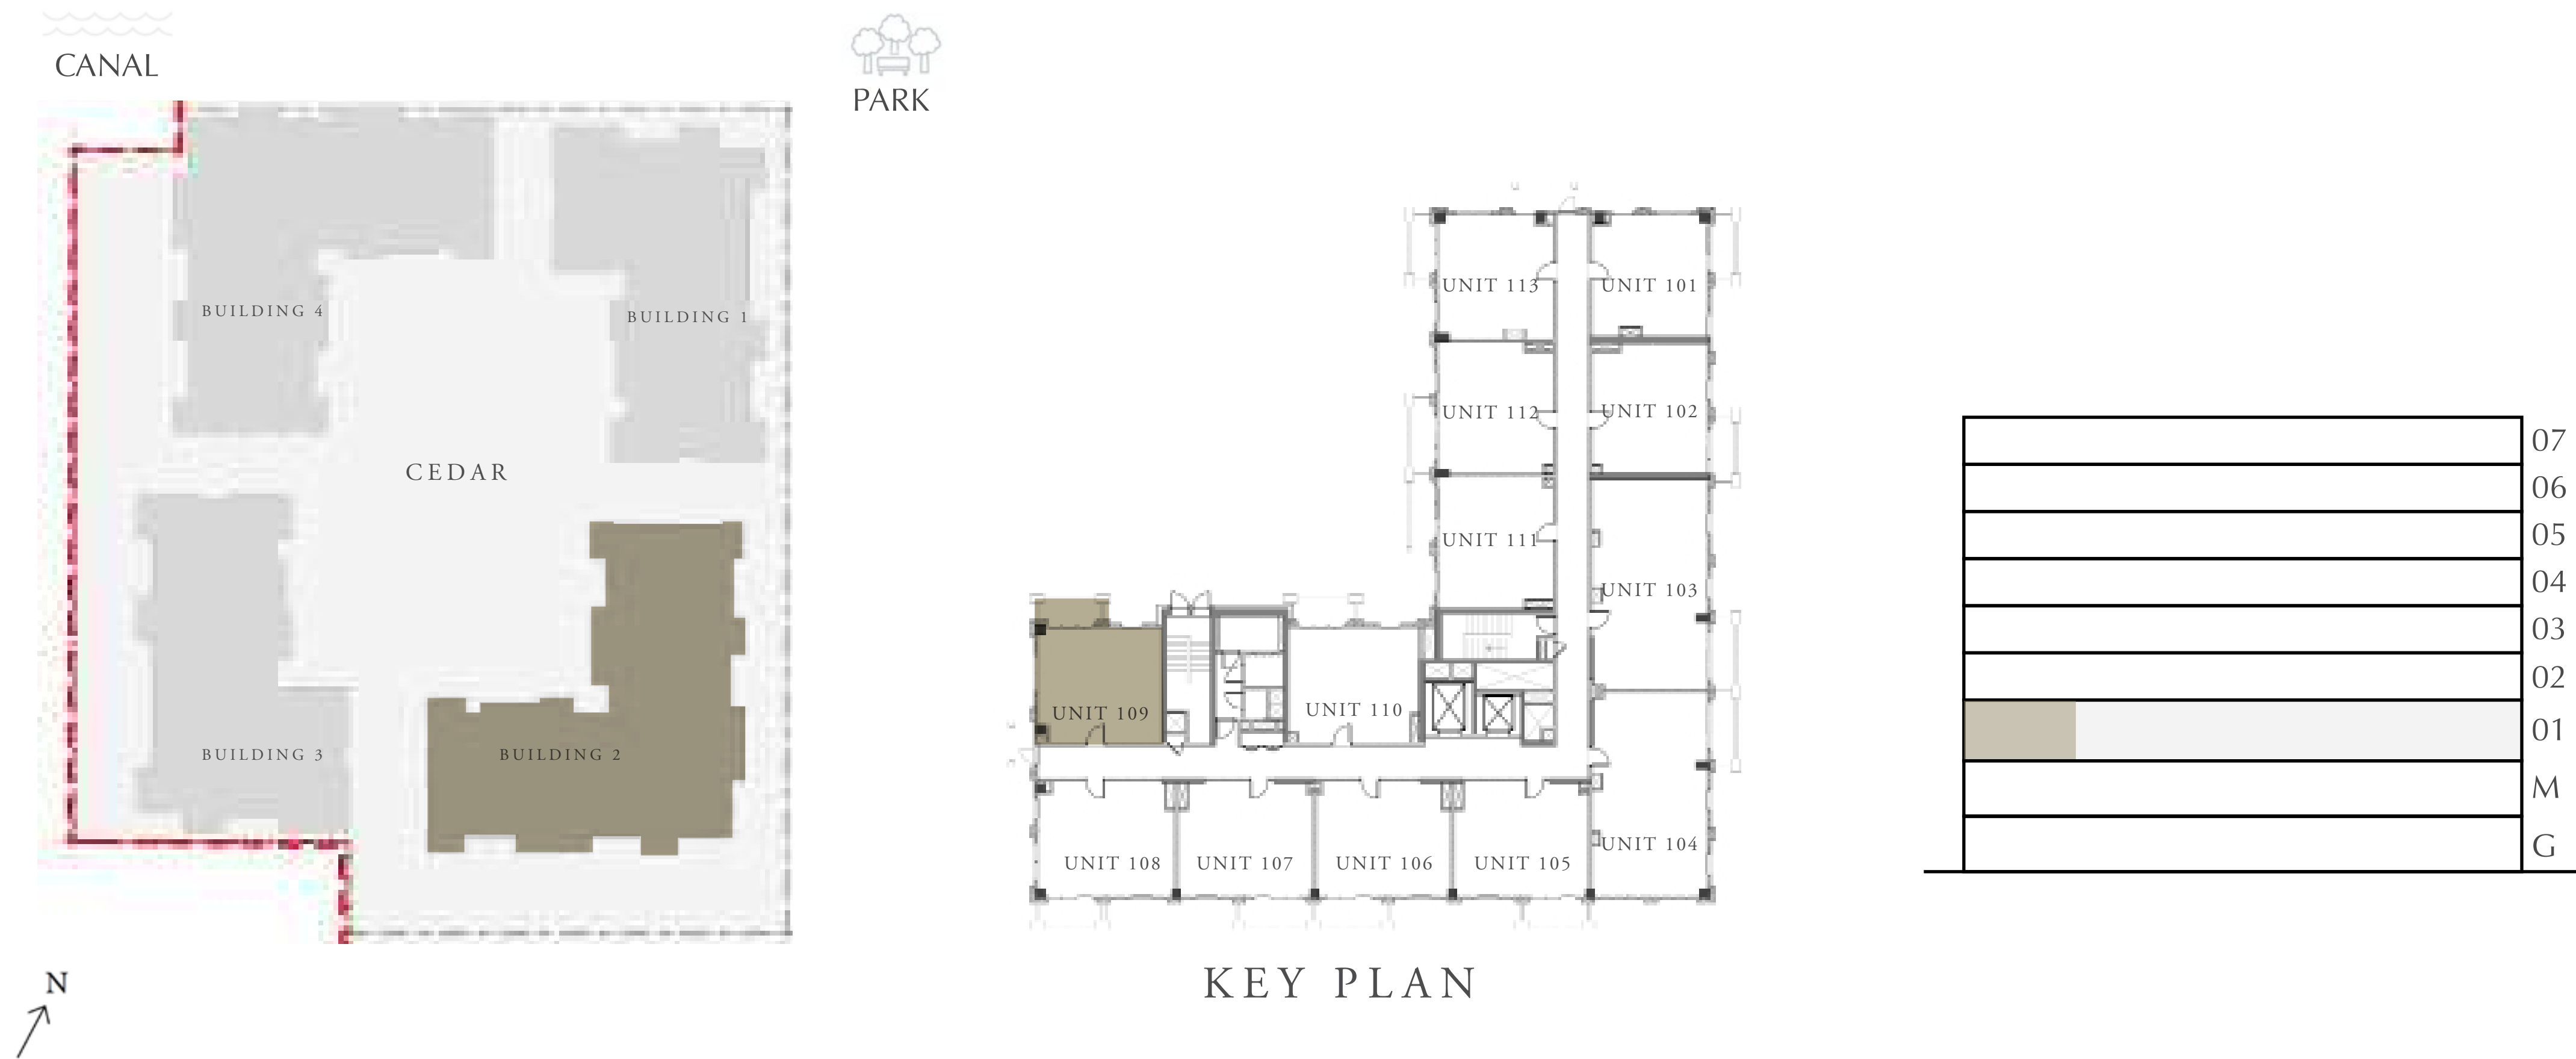 CANAL
PARK
BUILDING 4
BUILDING 1
CEDAR
BUILDING 3
BUILDING 2
N
UNIT 113
UNIT 101
UNIT 112
UNIT 102
UNIT 111
UNIT 103
UNIT 109
UNIT 110
UNIT 108
UNIT 107
UNIT 106
UNIT 105
UNIT 104
KEY PLAN
07
06
05
04
03
02
01
M
G